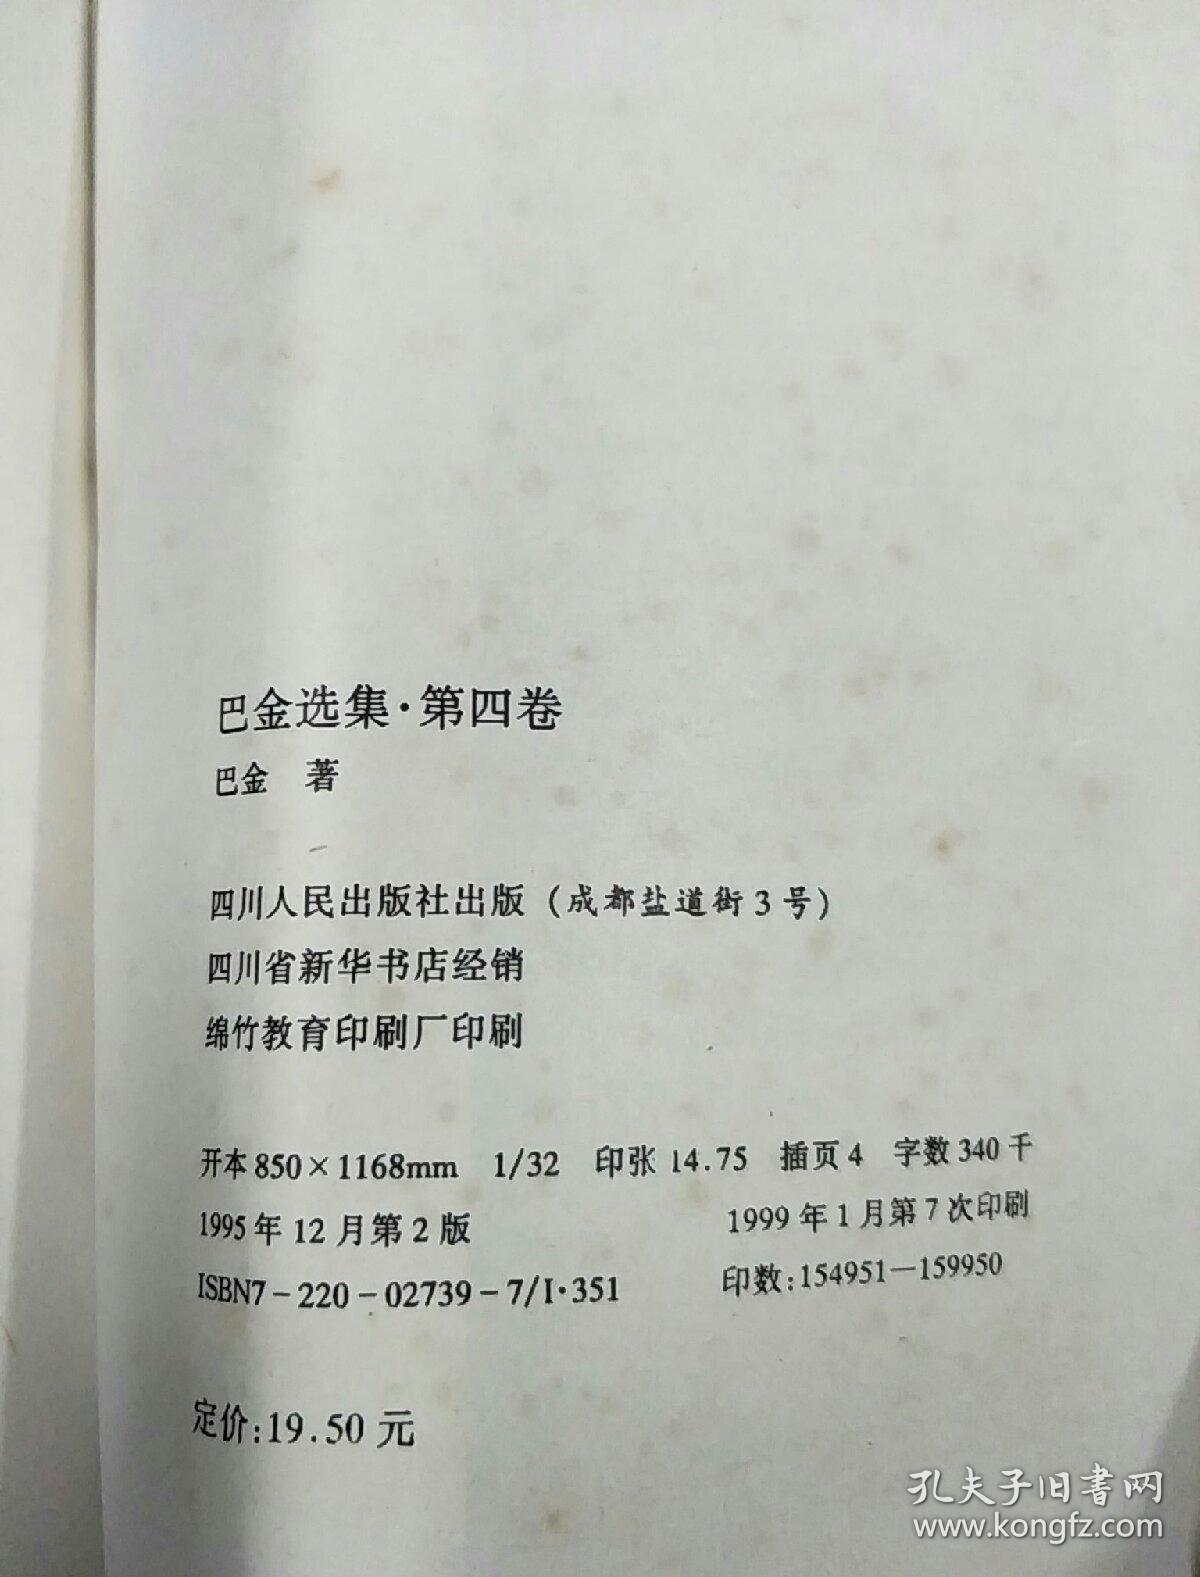 巴金选集·第四卷
巴金 著
四川人民出版社出版（成都盐道街3号）
四川省新华书店经销
绵竹教育印刷厂印刷
开本850×1168mm 1/32 印张14.75 插页4 字数340千
1995年12月第2版 1999年1月第7次印刷
ISBN7-220-02739-7/I·351 印数:154951—159950
定价:19.50元
孔夫子旧书网
www.kongfz.com